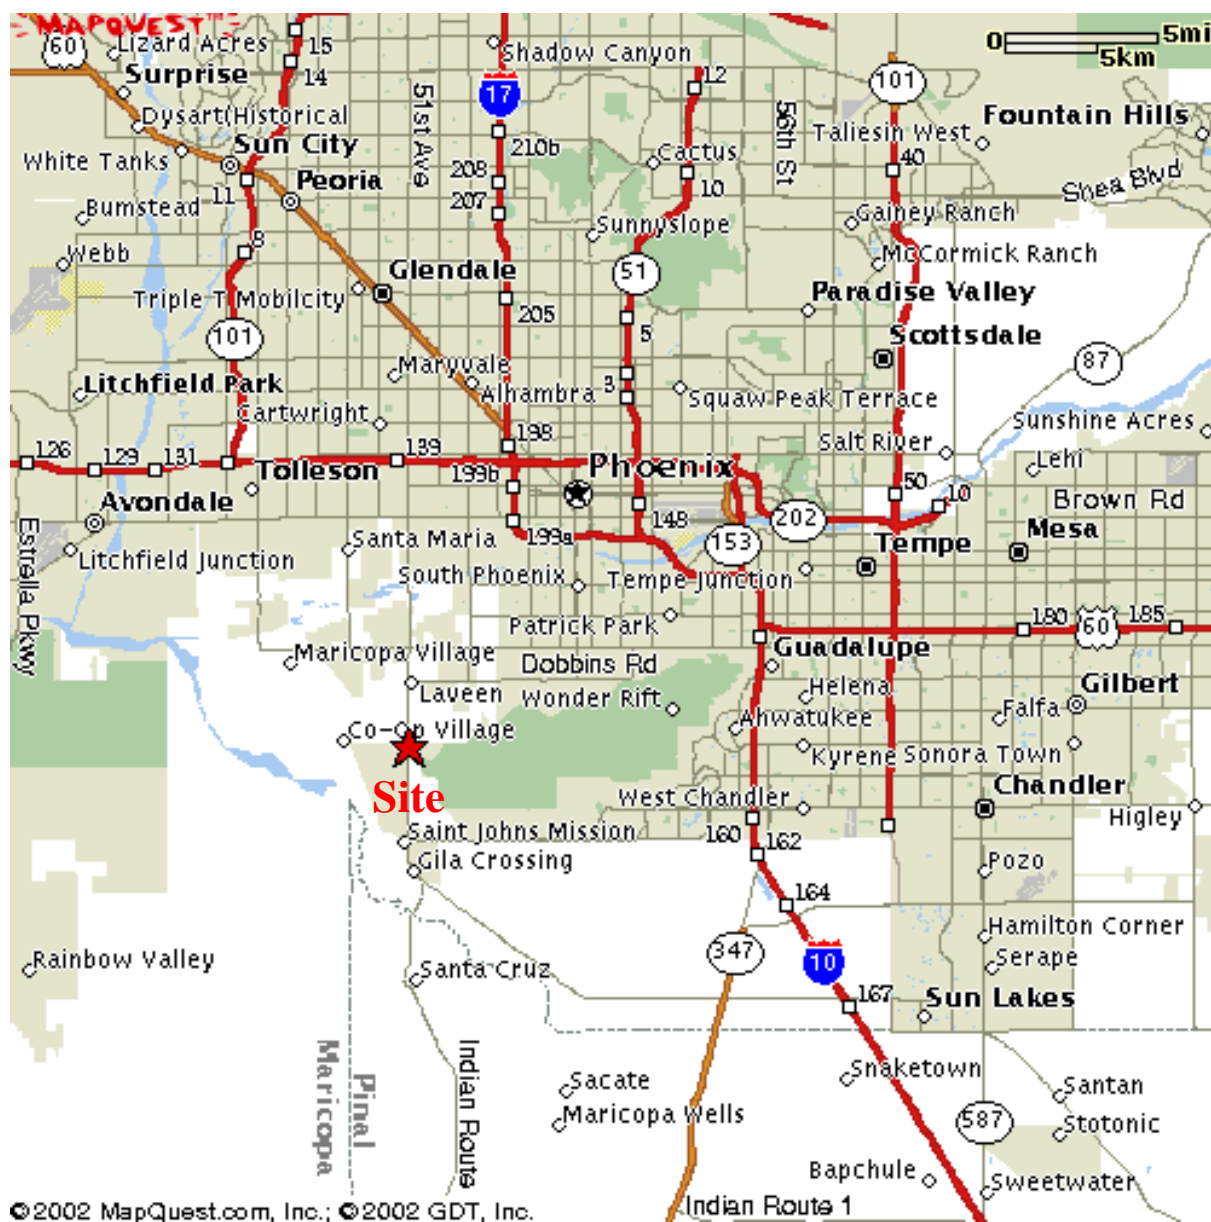 MAPQUEST™
60
Lizard Acres
15
14
Surprise
Shadow Canyon
12
17
51st Ave
56th St
101
0 5mi
5km
Fountain Hills
Dysart(Historical
Taliesin West
White Tanks
Sun City
210b
Cactus
40
Shea Blvd
11
Peoria
208
207
10
Bumstead
Sunnyslope
Gainey Ranch
8
Webb
McCormick Ranch
Glendale
51
Triple T Mobilcity
205
Paradise Valley
101
5
Scottsdale
87
Maryvale
Litchfield Park
Alhambra
3
Squaw Peak Terrace
Cartwright
Sunshine Acres
126
129
131
139
198
Salt River
Tolleson
199b
Phoenix
Lehi
50
10
Brown Rd
Avondale
148
202
Mesa
Estrella Pkwy
Litchfield Junction
Santa Maria
199a
153
Tempe
South Phoenix
Tempe Junction
Patrick Park
180
60
185
Maricopa Village
Dobbins Rd
Guadalupe
Laveen
Wonder Rift
Helena
Gilbert
Co-Op Village
Ahwatukee
Falfa
Kyrene
Sonora Town
Site
West Chandler
Chandler
Higley
Saint Johns Mission
160
162
Gila Crossing
Pozo
164
Hamilton Corner
347
10
Rainbow Valley
Santa Cruz
Serape
167
Sun Lakes
Maricopa
Pinal
Indian Route
Sacate
Snaketown
Santan
Maricopa Wells
587
Stotonic
Bapchule
Sweetwater
Indian Route 1
©2002 MapQuest.com, Inc.; ©2002 GDT, Inc.